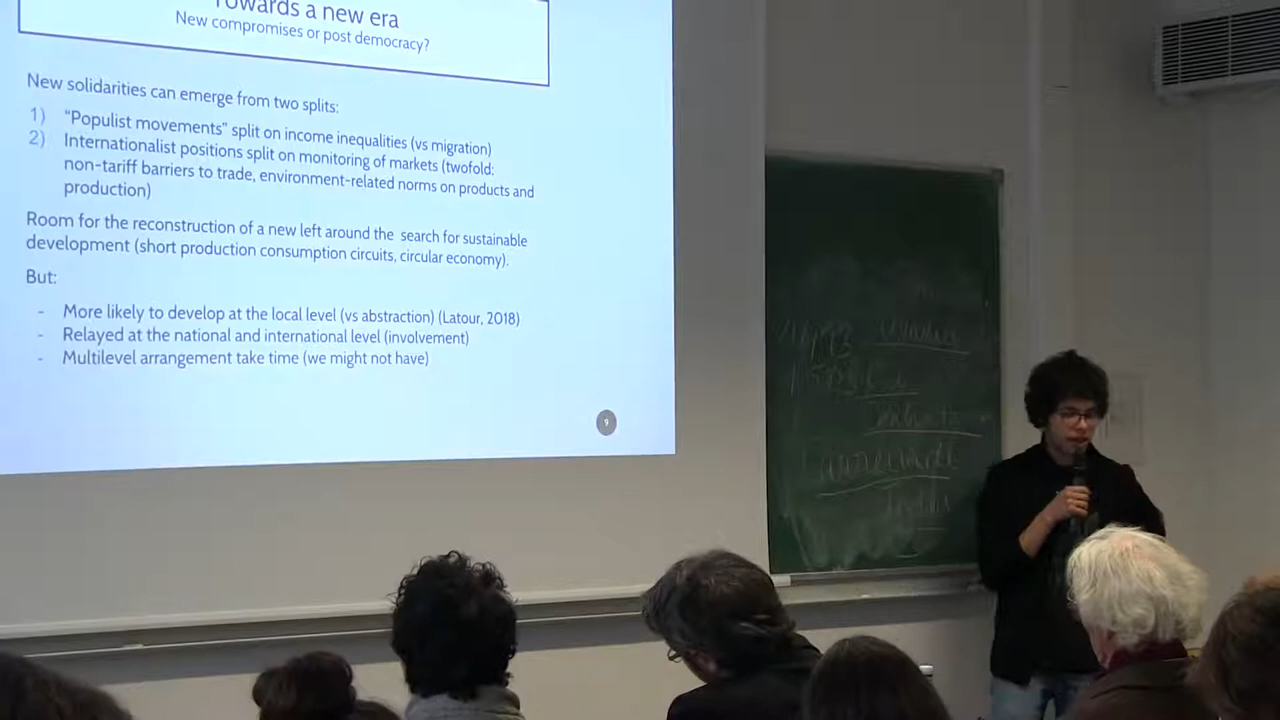 Towards a new era
New compromises or post democracy?
New solidarities can emerge from two splits:
1) "Populist movements" split on income inequalities (vs migration)
2) Internationalist positions split on monitoring of markets (twofold:
non-tariff barriers to trade, environment-related norms on products and
production)
Room for the reconstruction of a new left around the search for sustainable
development (short production consumption circuits, circular economy).
But:
- More likely to develop at the local level (vs abstraction) (Latour, 2018)
- Relayed at the national and international level (involvement)
- Multilevel arrangement take time (we might not have)
9